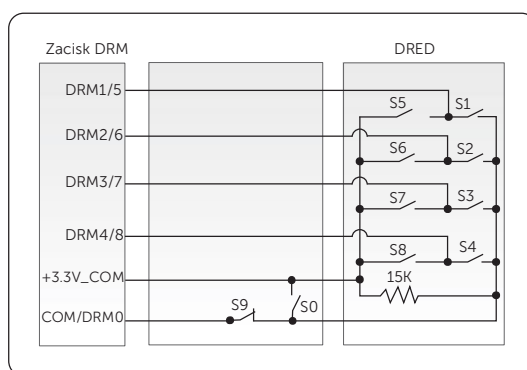 Zacisk DRM
DRED
DRM1/5
S5
S1
DRM2/6
S6
S2
DRM3/7
S7
S3
DRM4/8
S8
S4
+3.3V_COM
15K
S9
S0
COM/DRM0